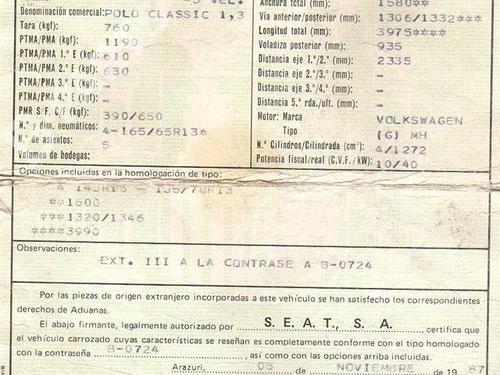 VEL.
Denominación comercial: POLO CLASSIC 1,3
Tara (kgf): 760
PTMA/PMA (kgf): 1190
PTMA/PMA 1.º E (kgf): 610
PTMA/PMA 2.º E (kgf): 630
PTMA/PMA 3.º E (kgf): -
PTMA/PMA 4.º E (kgf): -
PMR S/F, C/F (kgf): 390/650
N.º y dim. neumáticos: 4-165/65R13*
N.º de asientos: 5
Volumen de bodegas:
Anchura total (mm): 1580**
Vía anterior/posterior (mm): 1306/1332***
Longitud total (mm): 3975****
Voladizo posterior (mm): 935
Distancia eje 1.º/2.º (mm): 2335
Distancia eje 2.º/3.º (mm): -
Distancia eje 3.º/4.º (mm): -
Distancia 5.ª rda./ult. (mm): -
Motor: Marca VOLKSWAGEN
Tipo (G) MH
N.º Cilindros/Cilindrada (cm³) 4/1272
Potencia fiscal/real (C.V.F./kW): 10/40
Opciones incluidas en la homologación de tipo:
* 145R13 - 155/70R13
**1600
***1320/1346
****3990
Observaciones:
EXT. III A LA CONTRASE A B-0724
Por las piezas de origen extranjero incorporadas a este vehículo se han satisfecho los correspondientes
derechos de Aduanas.
El abajo firmante, legalmente autorizado por S.E.A.T., S. A. , certifica que
el vehículo carrozado cuyas características se reseñan es completamente conforme con el tipo homologado
con la contraseña B-0724 , así como con las opciones arriba incluidas.
Arazuri, 05 de NOVIEMBRE de 1987